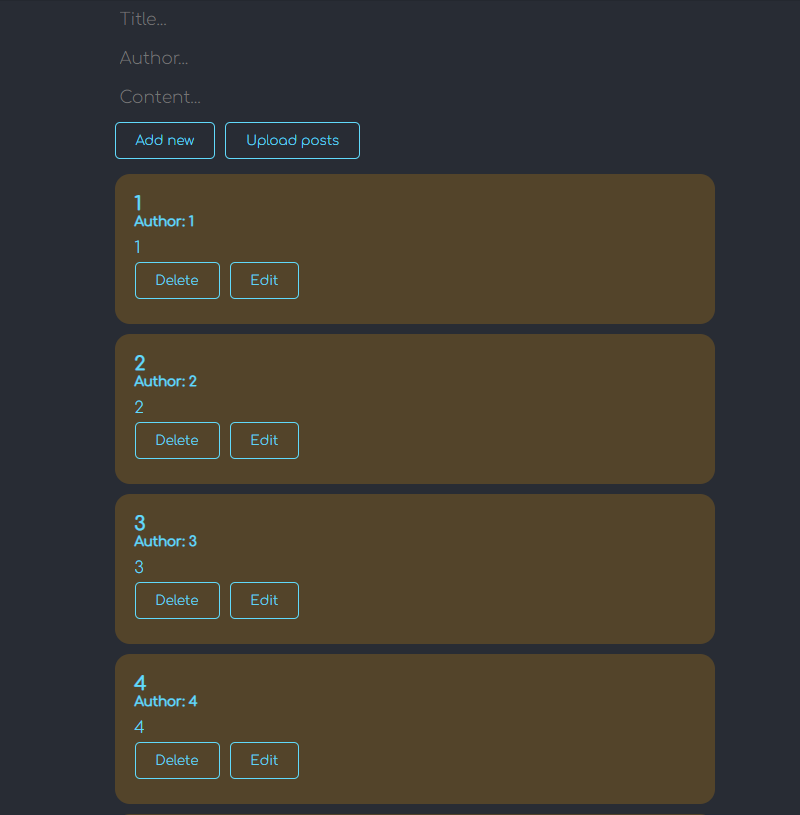 Title...
Author...
Content...
Add new Upload posts
1
Author: 1
1
Delete Edit
2
Author: 2
2
Delete Edit
3
Author: 3
3
Delete Edit
4
Author: 4
4
Delete Edit